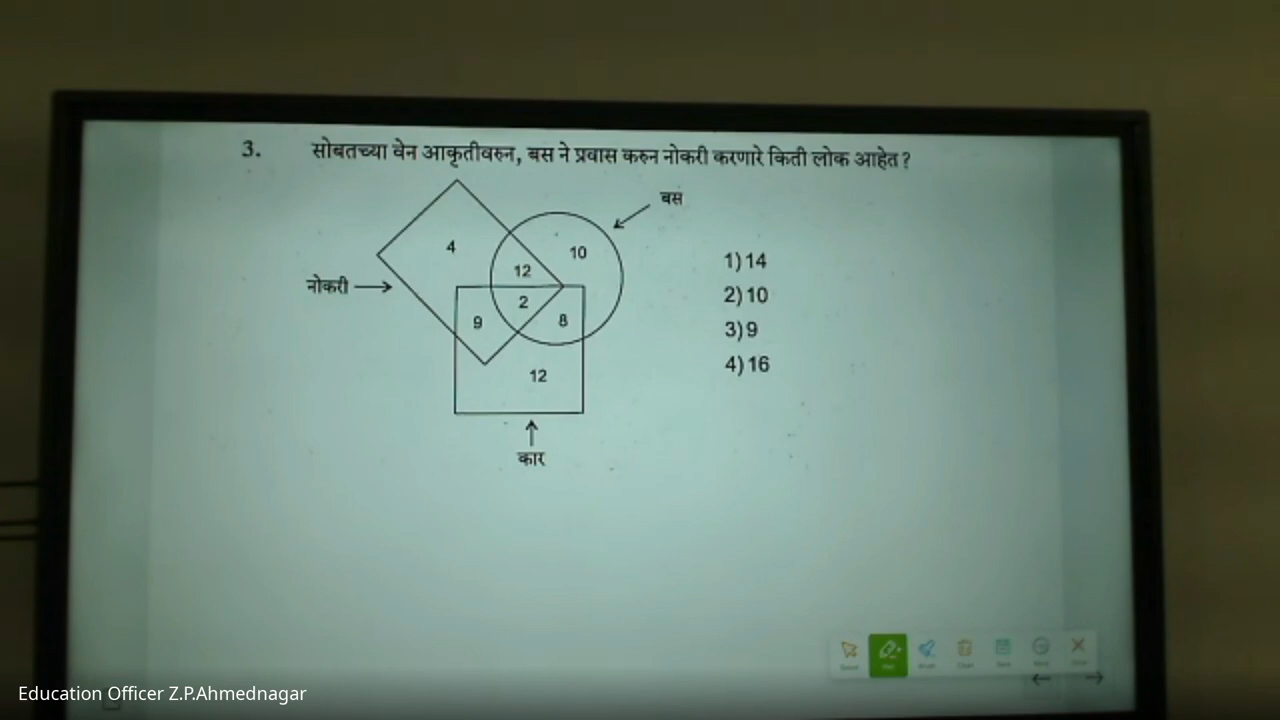 3. सोबतच्या वेन आकृतीवरुन, बस ने प्रवास करुन नोकरी करणारे किती लोक आहेत ?
बस
4
10
12
1) 14
नोकरी
2) 10
2
9
8
3) 9
4) 16
12
कार
Education Officer Z.P.Ahmednagar